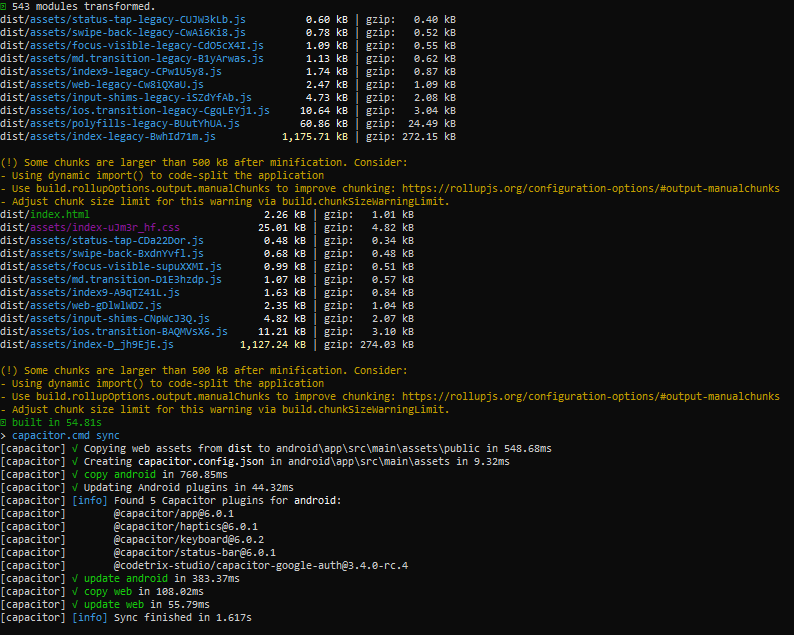 543 modules transformed.
dist/assets/status-tap-legacy-CUJW3kLb.js 0.60 kB | gzip: 0.40 kB
dist/assets/swipe-back-legacy-CwAi6Ki8.js 0.78 kB | gzip: 0.52 kB
dist/assets/focus-visible-legacy-CdO5cX4I.js 1.09 kB | gzip: 0.55 kB
dist/assets/md.transition-legacy-B1yArwas.js 1.13 kB | gzip: 0.62 kB
dist/assets/index9-legacy-CPw1U5y8.js 1.74 kB | gzip: 0.87 kB
dist/assets/web-legacy-Cw8iQXaU.js 2.47 kB | gzip: 1.09 kB
dist/assets/input-shims-legacy-iSZdYfAb.js 4.73 kB | gzip: 2.08 kB
dist/assets/ios.transition-legacy-CgqLEYj1.js 10.64 kB | gzip: 3.04 kB
dist/assets/polyfills-legacy-BUutYhUA.js 60.86 kB | gzip: 24.49 kB
dist/assets/index-legacy-BwhId71m.js 1,175.71 kB | gzip: 272.15 kB
(!) Some chunks are larger than 500 kB after minification. Consider:
- Using dynamic import() to code-split the application
- Use build.rollupOptions.output.manualChunks to improve chunking: https://rollupjs.org/configuration-options/#output-manualchunks
- Adjust chunk size limit for this warning via build.chunkSizeWarningLimit.
dist/index.html 2.26 kB | gzip: 1.01 kB
dist/assets/index-uJm3r_hf.css 25.01 kB | gzip: 4.82 kB
dist/assets/status-tap-CDa22Dor.js 0.48 kB | gzip: 0.34 kB
dist/assets/swipe-back-BxdnYvfl.js 0.68 kB | gzip: 0.48 kB
dist/assets/focus-visible-supuXXMI.js 0.99 kB | gzip: 0.51 kB
dist/assets/md.transition-D1E3hzdp.js 1.07 kB | gzip: 0.57 kB
dist/assets/index9-A9qTZ41L.js 1.63 kB | gzip: 0.84 kB
dist/assets/web-gDlwlWDZ.js 2.35 kB | gzip: 1.04 kB
dist/assets/input-shims-CNpWcJ3Q.js 4.82 kB | gzip: 2.07 kB
dist/assets/ios.transition-BAQMVsX6.js 11.21 kB | gzip: 3.10 kB
dist/assets/index-D_jh9EjE.js 1,127.24 kB | gzip: 274.03 kB
(!) Some chunks are larger than 500 kB after minification. Consider:
- Using dynamic import() to code-split the application
- Use build.rollupOptions.output.manualChunks to improve chunking: https://rollupjs.org/configuration-options/#output-manualchunks
- Adjust chunk size limit for this warning via build.chunkSizeWarningLimit.
built in 54.81s
> capacitor.cmd sync
[capacitor] √ Copying web assets from dist to android\app\src\main\assets\public in 548.68ms
[capacitor] √ Creating capacitor.config.json in android\app\src\main\assets in 9.32ms
[capacitor] √ copy android in 760.85ms
[capacitor] √ Updating Android plugins in 44.32ms
[capacitor] [info] Found 5 Capacitor plugins for android:
[capacitor] @capacitor/app@6.0.1
[capacitor] @capacitor/haptics@6.0.1
[capacitor] @capacitor/keyboard@6.0.2
[capacitor] @capacitor/status-bar@6.0.1
[capacitor] @codetrix-studio/capacitor-google-auth@3.4.0-rc.4
[capacitor] √ update android in 383.37ms
[capacitor] √ copy web in 108.02ms
[capacitor] √ update web in 55.79ms
[capacitor] [info] Sync finished in 1.617s